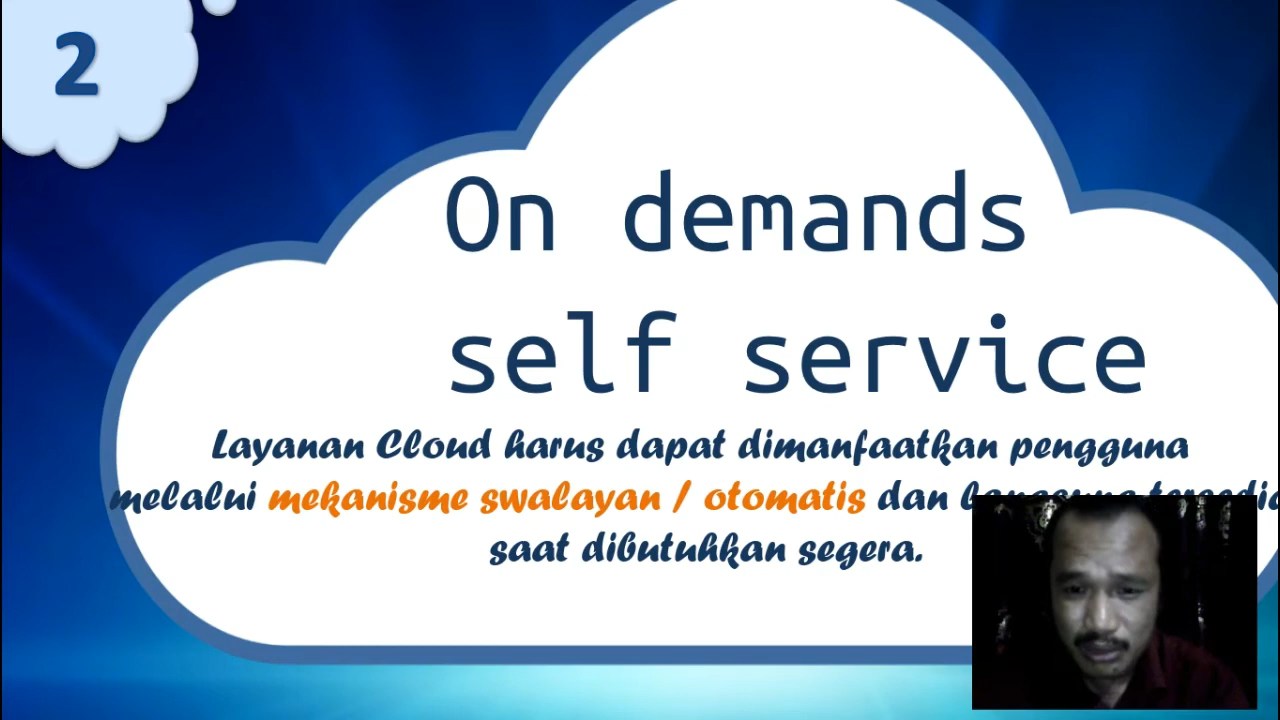 2
On demands
self service
Layanan Cloud harus dapat dimanfaatkan pengguna
melalui mekanisme swalayan / otomatis dan
saat dibutuhkan segera.